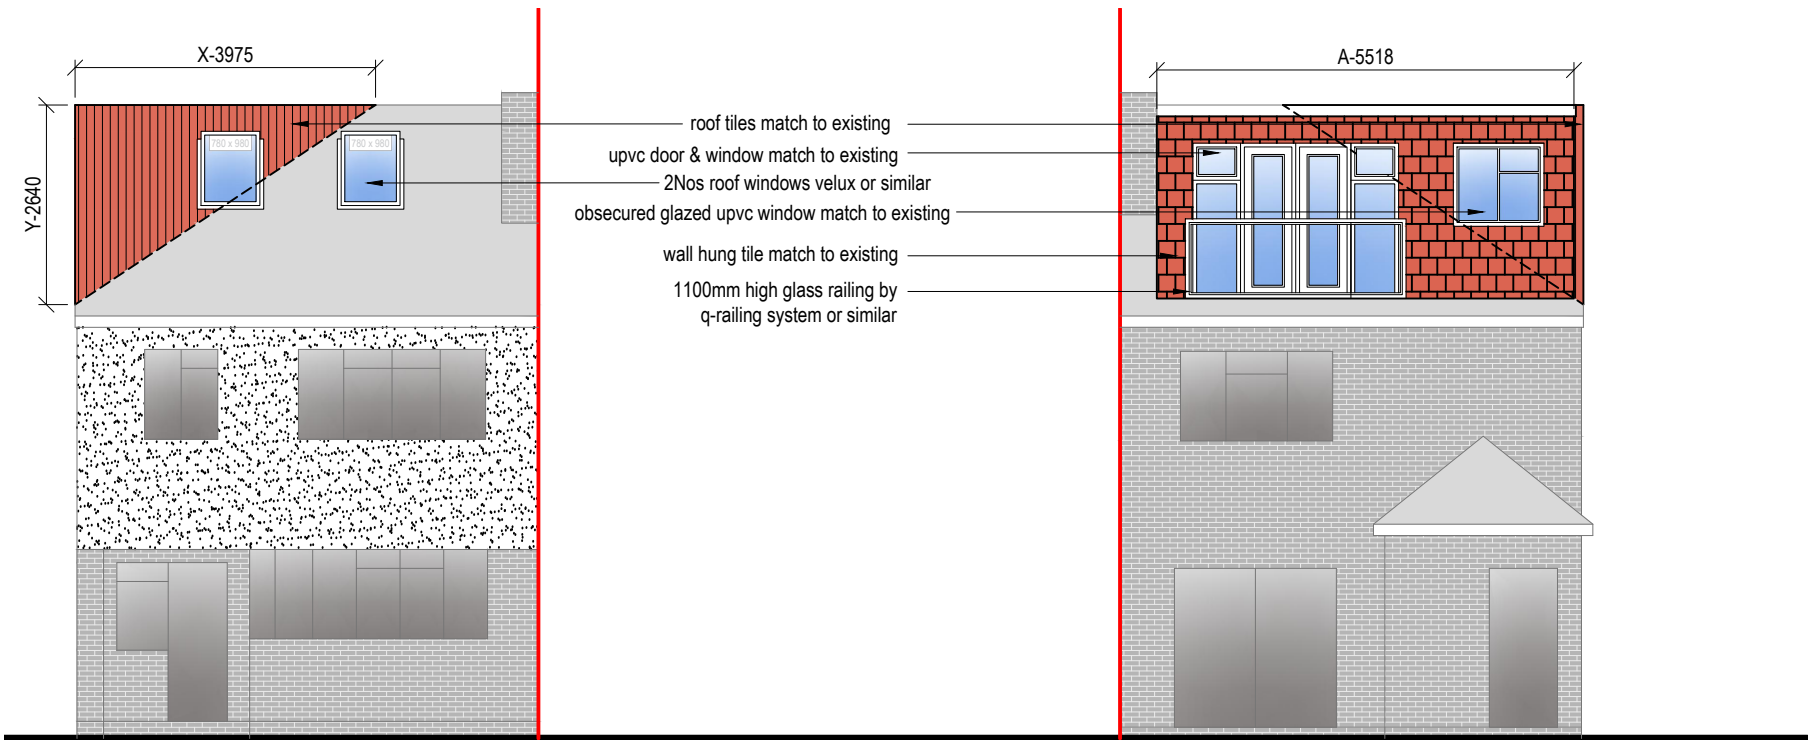 X-3975
A-5518
Y-2640
780 x 980
780 x 980
roof tiles match to existing
upvc door & window match to existing
2Nos roof windows velux or similar
obsecured glazed upvc window match to existing
wall hung tile match to existing
1100mm high glass railing by
q-railing system or similar